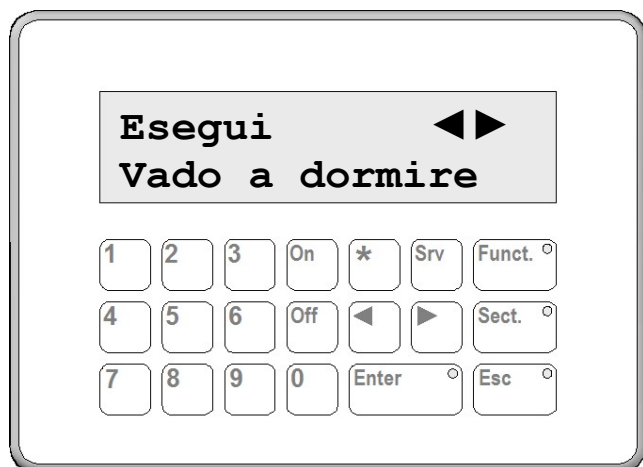 Esegui ◀▶
Vado a dormire
1 2 3 On * Srv Funct.
4 5 6 Off ◀ ▶ Sect.
7 8 9 0 Enter Esc